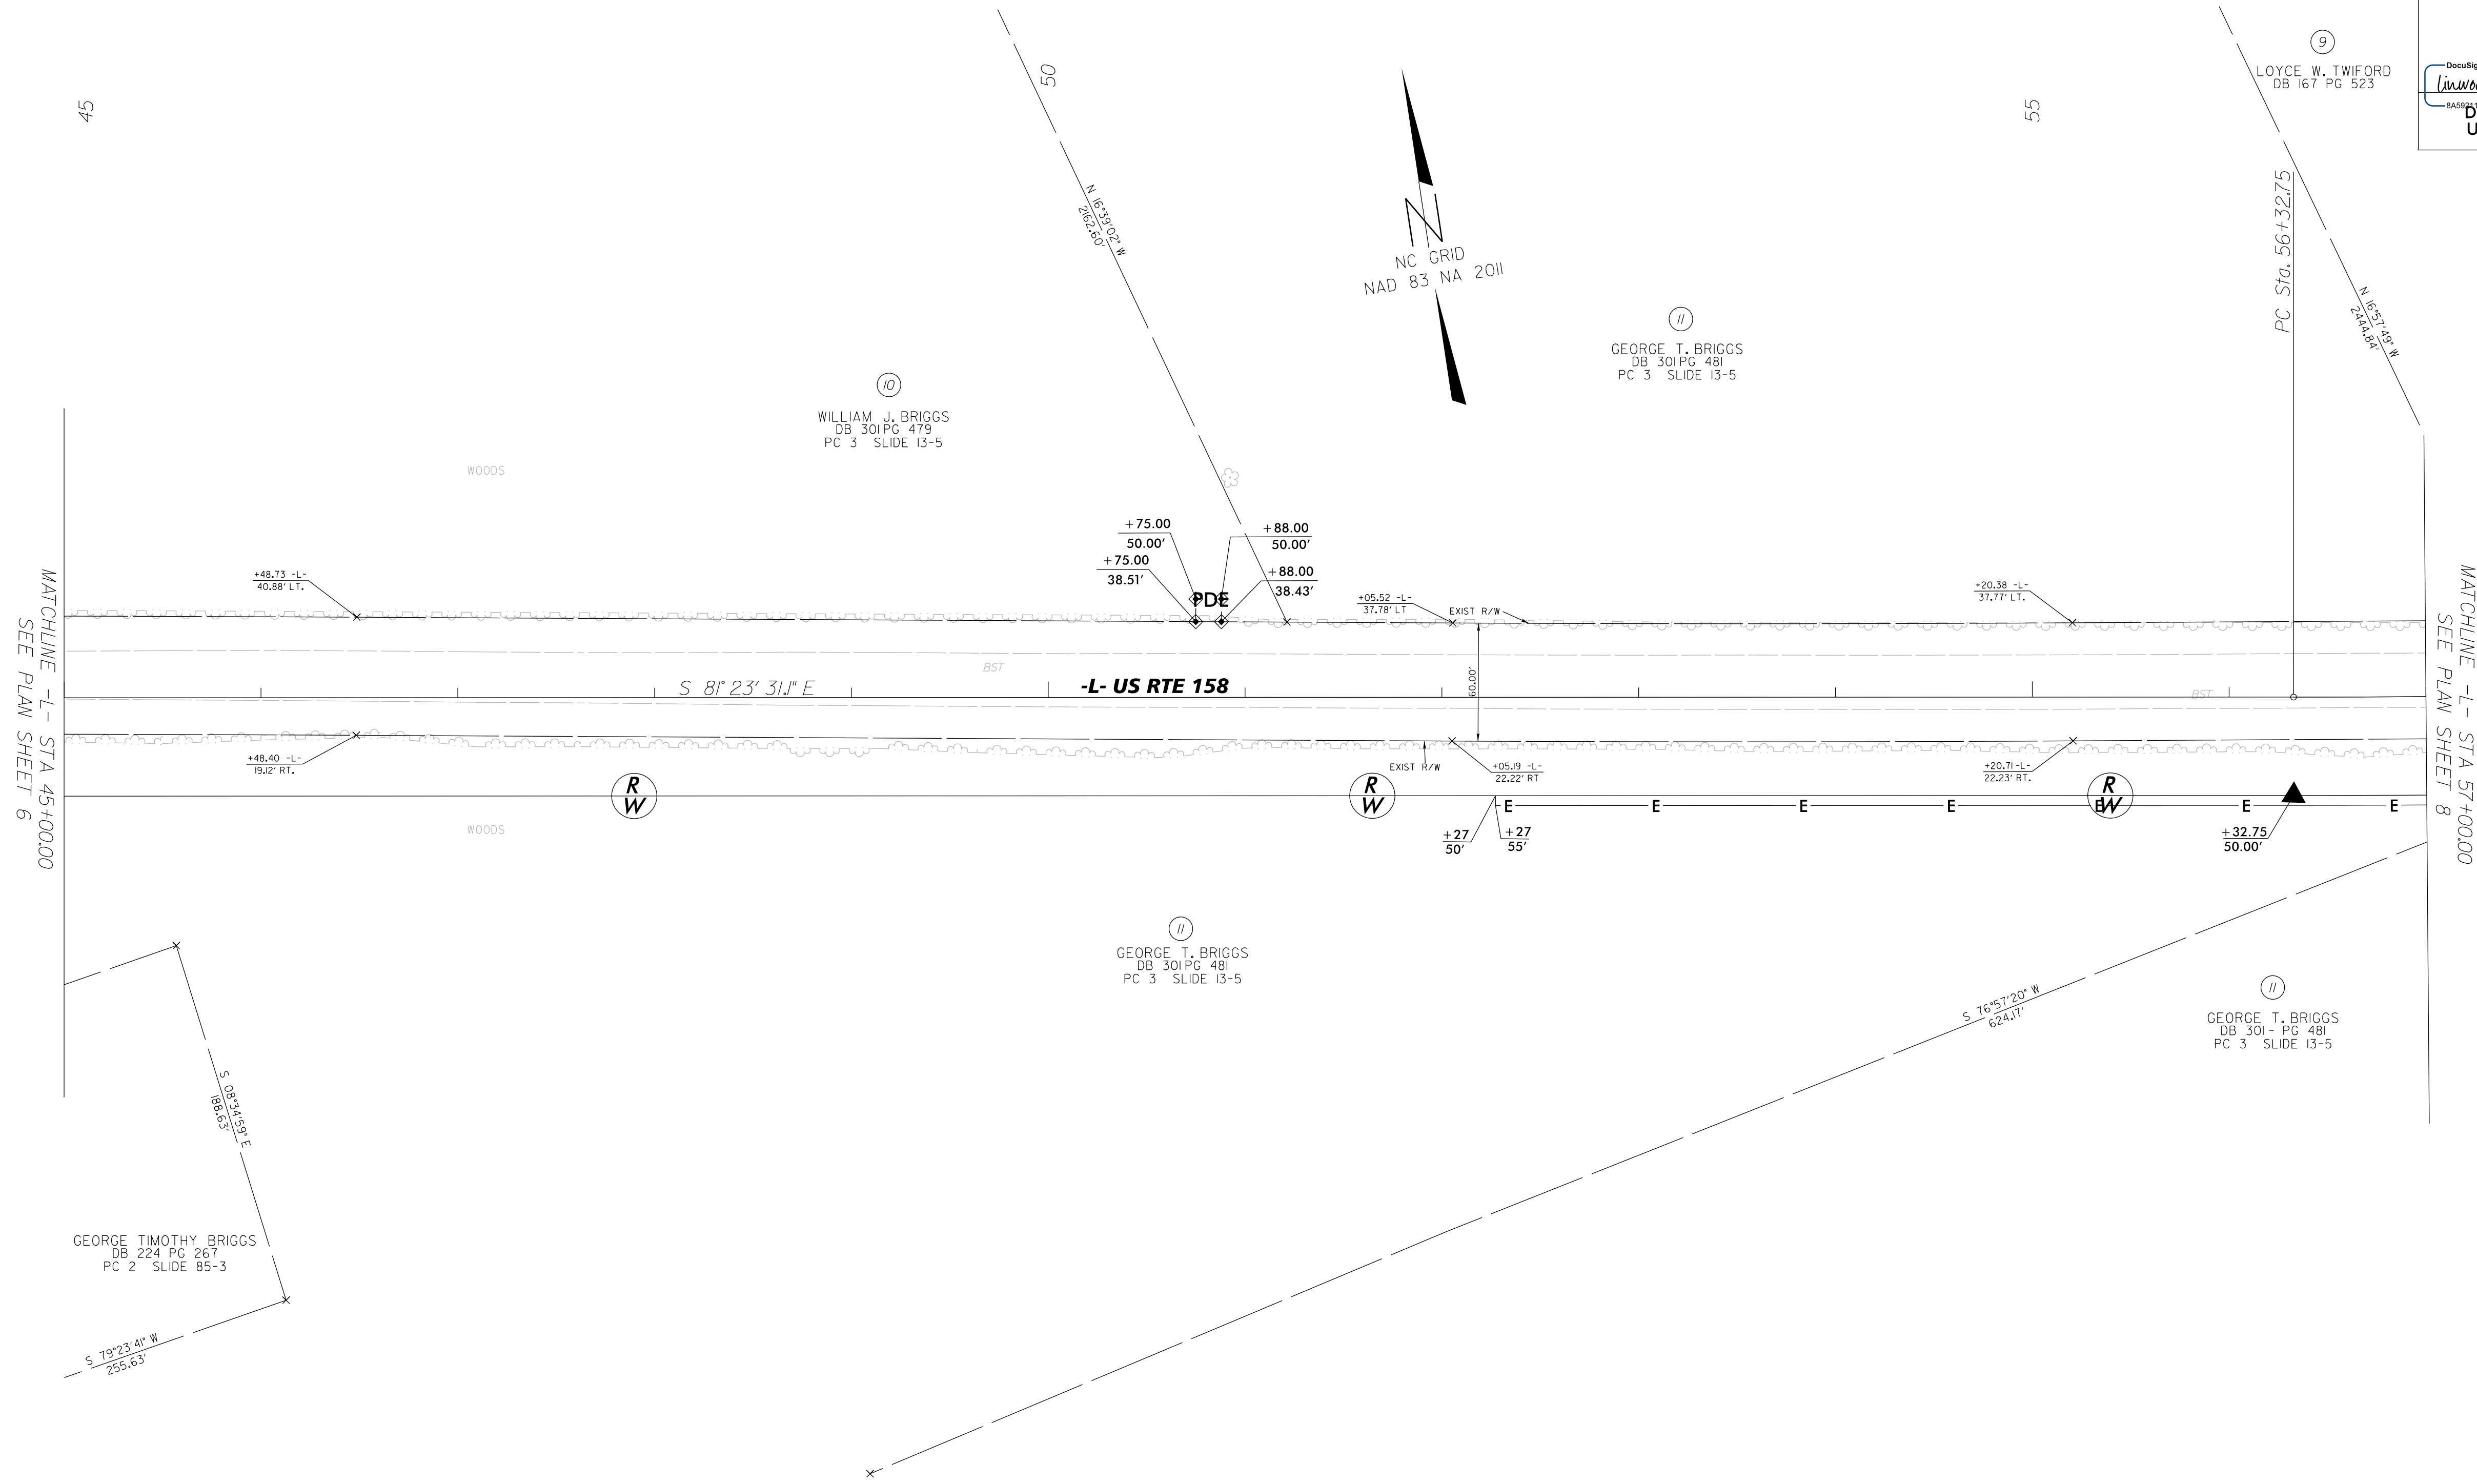 45
50
55
9
LOYCE W. TWIFORD
DB 167 PG 523
PC Sta. 56+32.75
N 16°39'02" W
2162.60'
N 16°57'49" W
2444.84'
N
NC GRID
NAD 83 NA 2011
11
GEORGE T. BRIGGS
DB 301 PG 481
PC 3 SLIDE 13-5
10
WILLIAM J. BRIGGS
DB 301 PG 479
PC 3 SLIDE 13-5
WOODS
+75.00
50.00'
+88.00
50.00'
+75.00
38.51'
+88.00
38.43'
PDE
+48.73 -L-
40.88' LT.
+05.52 -L-
37.78' LT
EXIST R/W
+20.38 -L-
37.77' LT.
MATCHLINE -L- STA 45+00.00
SEE PLAN SHEET 6
MATCHLINE -L- STA 57+00.00
SEE PLAN SHEET 8
BST
S 81° 23' 31.1" E
-L- US RTE 158
60.00'
BST
+48.40 -L-
19.12' RT.
EXIST R/W
+05.19 -L-
22.22' RT
+20.71 -L-
22.23' RT.
R
W
R
W
R
W
E
E
E
E
E
E
E
+27
50'
+27
55'
+32.75
50.00'
WOODS
11
GEORGE T. BRIGGS
DB 301 PG 481
PC 3 SLIDE 13-5
S 76°57'20" W
624.17'
11
GEORGE T. BRIGGS
DB 301 - PG 481
PC 3 SLIDE 13-5
S 08°34'59" E
188.63'
GEORGE TIMOTHY BRIGGS
DB 224 PG 267
PC 2 SLIDE 85-3
S 79°23'41" W
255.63'